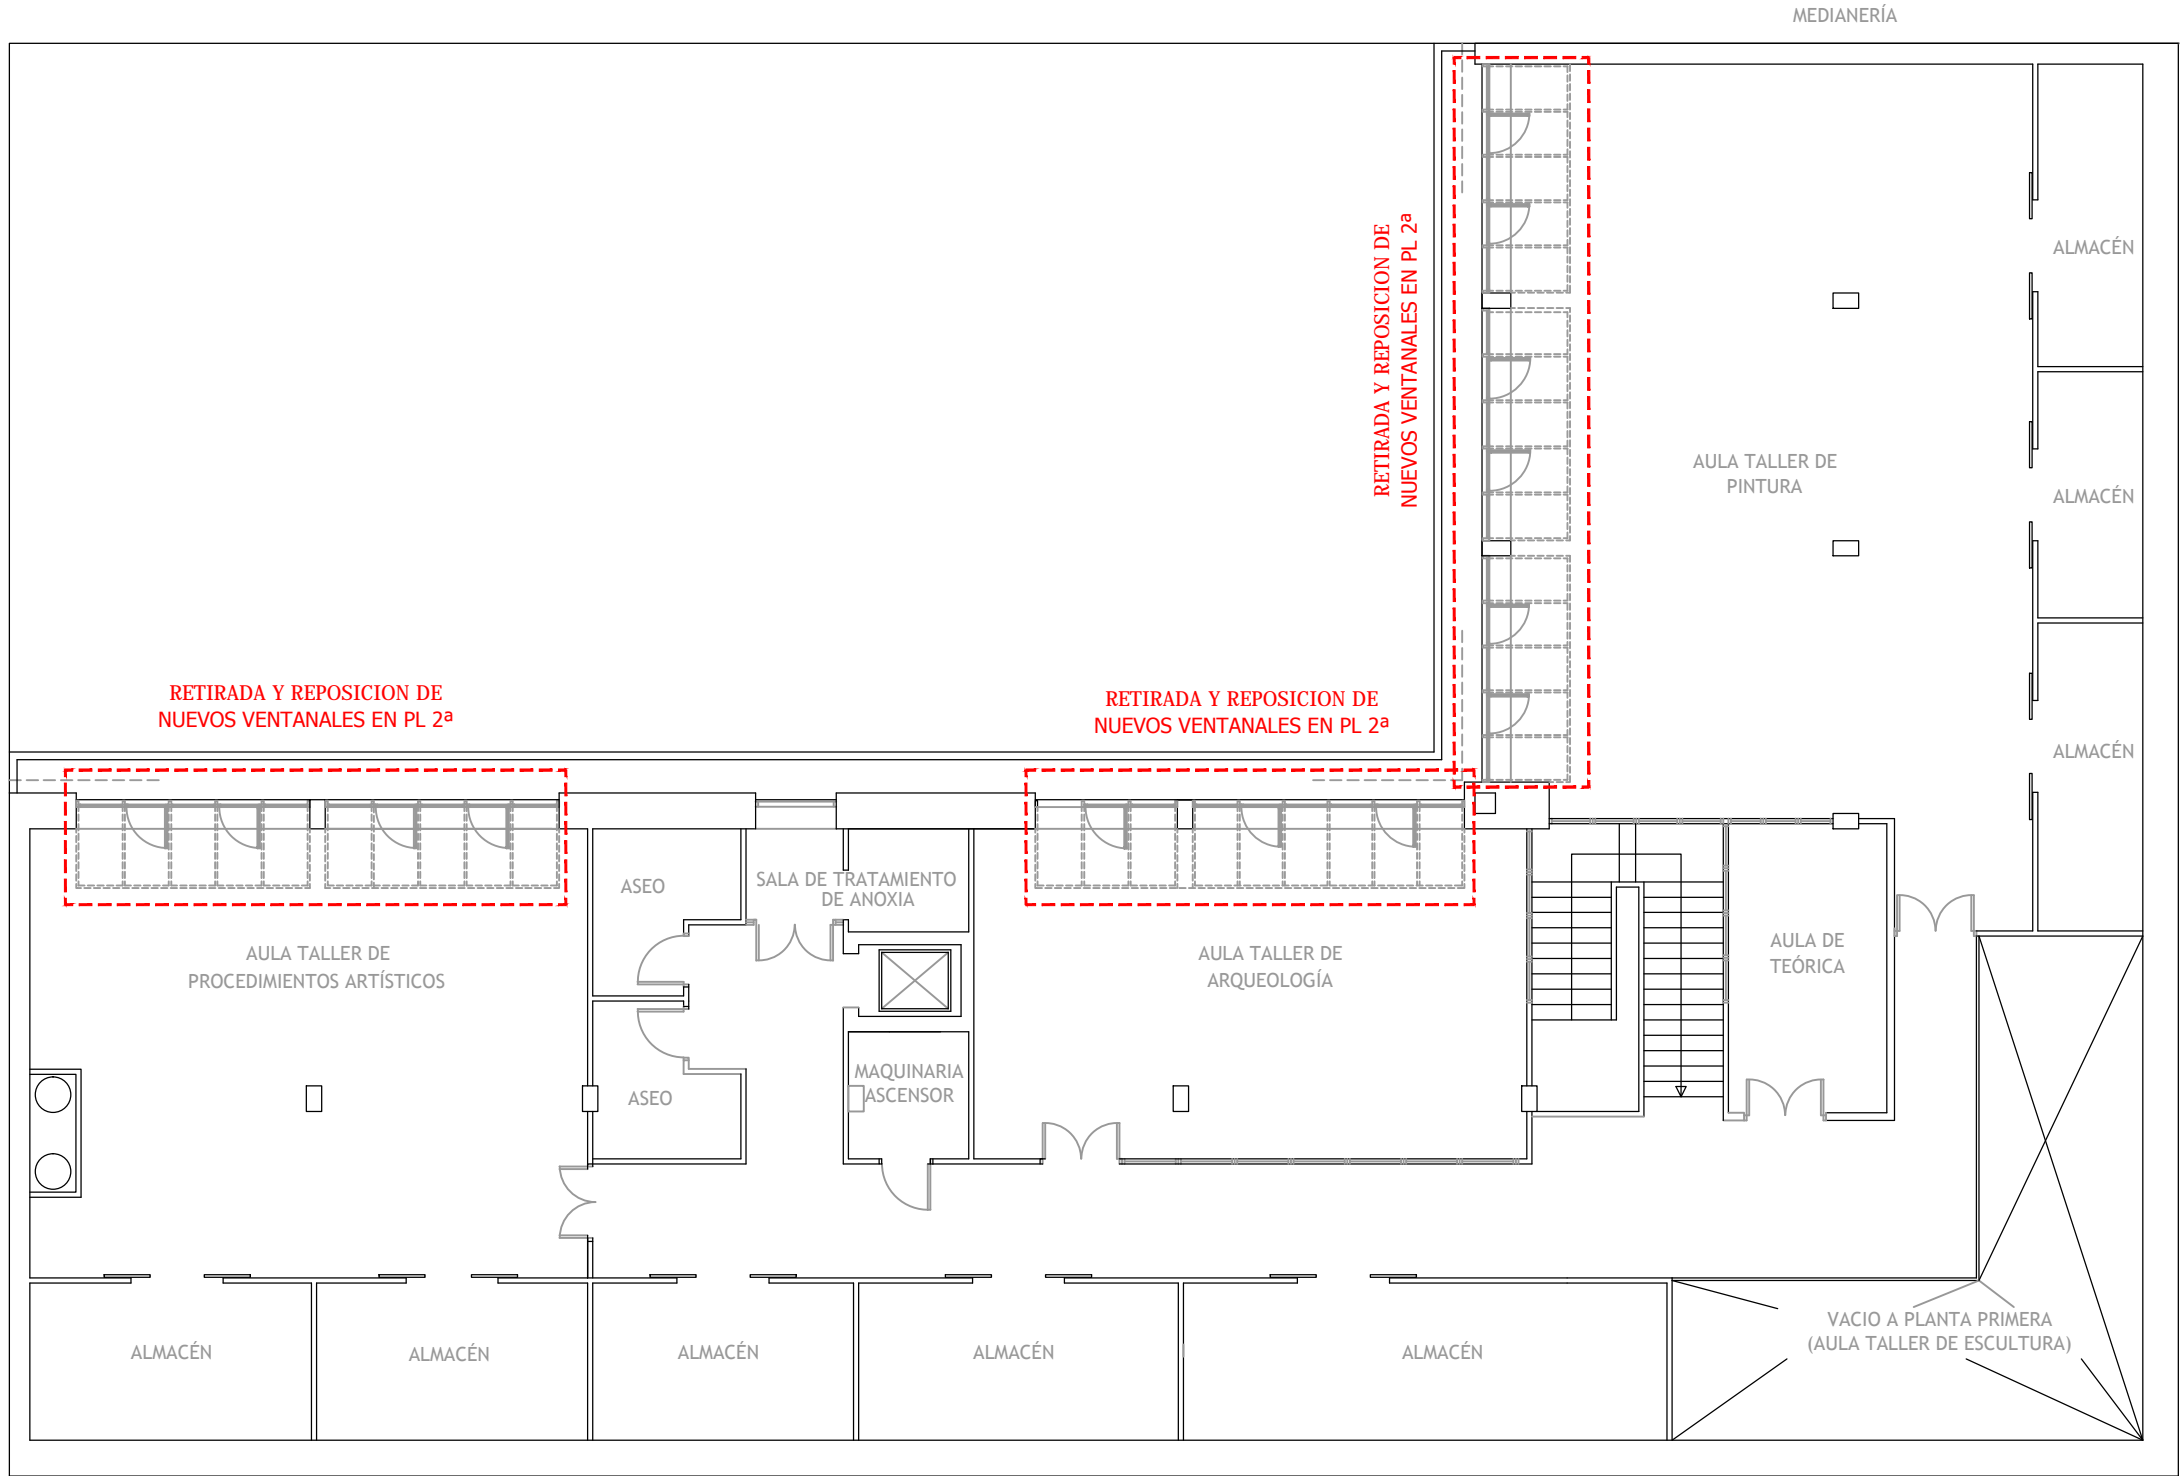 MEDIANERÍA
RETIRADA Y REPOSICION DE
NUEVOS VENTANALES EN PL 2ª
ALMACÉN
AULA TALLER DE
PINTURA
ALMACÉN
RETIRADA Y REPOSICION DE
NUEVOS VENTANALES EN PL 2ª
RETIRADA Y REPOSICION DE
NUEVOS VENTANALES EN PL 2ª
ALMACÉN
ASEO
SALA DE TRATAMIENTO
DE ANOXIA
AULA TALLER DE
PROCEDIMIENTOS ARTÍSTICOS
AULA TALLER DE
ARQUEOLOGÍA
AULA DE
TEÓRICA
ASEO
MAQUINARIA
ASCENSOR
VACIO A PLANTA PRIMERA
(AULA TALLER DE ESCULTURA)
ALMACÉN
ALMACÉN
ALMACÉN
ALMACÉN
ALMACÉN